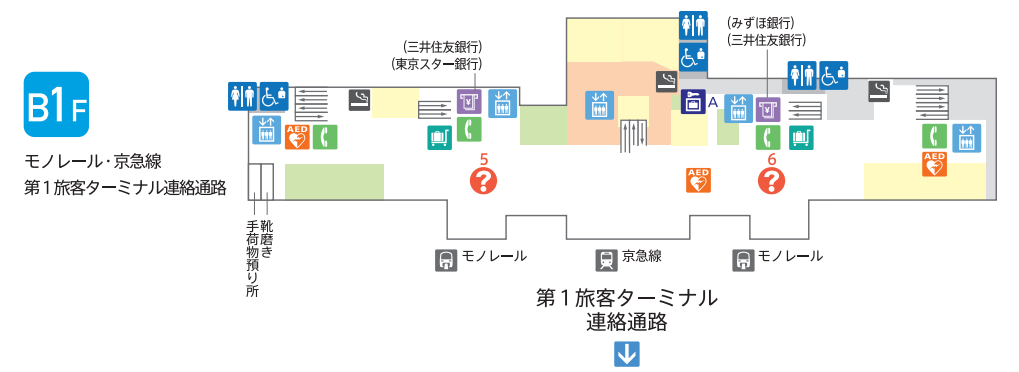 B1F
モノレール・京急線
第1旅客ターミナル連絡通路
(三井住友銀行)
(東京スター銀行)
(みずほ銀行)
(三井住友銀行)
¥
¥
A
AED
5
?
AED
6
?
AED
手荷物預り所
靴磨き
モノレール
京急線
モノレール
第1旅客ターミナル
連絡通路